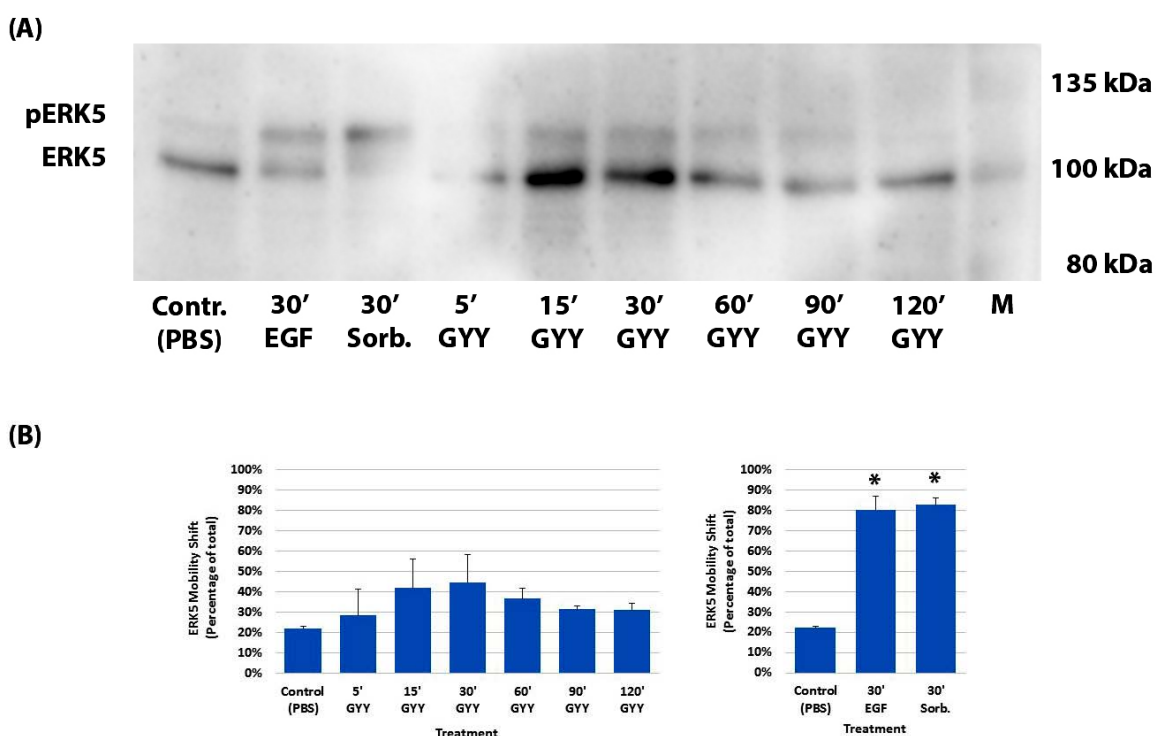 (A)
135 kDa
pERK5
ERK5
100 kDa
80 kDa
Contr. 30’ 30’ 5’ 15’ 30’ 60’ 90’ 120’ M
(PBS) EGF Sorb. GYY GYY GYY GYY GYY GYY
(B)
ERK5 Mobility Shift
(Percentage of total)
100%
90%
80%
70%
60%
50%
40%
30%
20%
10%
0%
Control 5' 15' 30' 60' 90' 120'
(PBS) GYY GYY GYY GYY GYY GYY
Treatment
ERK5 Mobility Shift
(Percentage of total)
100%
90%
80%
70%
60%
50%
40%
30%
20%
10%
0%
* *
Control 30' 30'
(PBS) EGF Sorb.
Treatment